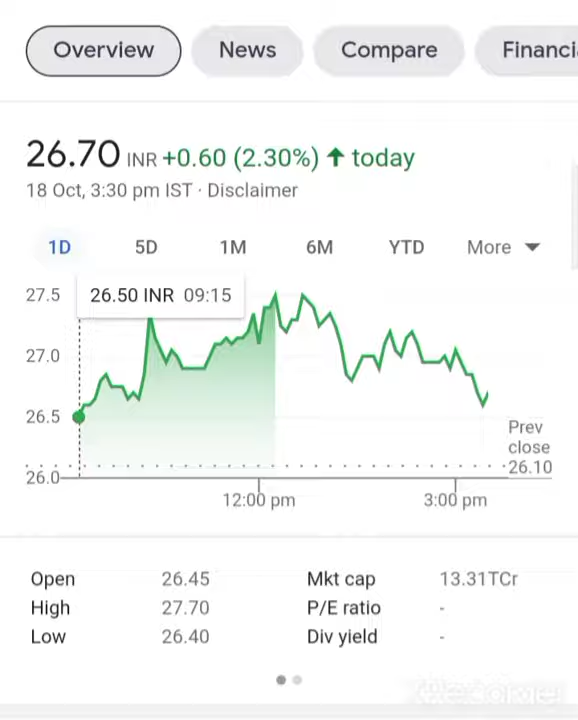 Overview News Compare Financi
26.70 INR +0.60 (2.30%) ↑ today
18 Oct, 3:30 pm IST · Disclaimer
1D 5D 1M 6M YTD More
27.5
26.50 INR 09:15
27.0
26.5
Prev
close
26.10
26.0
12:00 pm 3:00 pm
Open 26.45 Mkt cap 13.31TCr
High 27.70 P/E ratio -
Low 26.40 Div yield -